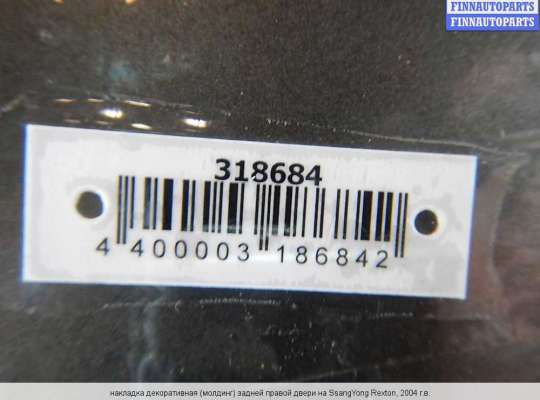 FINNAUTOPARTS
FINNAUTOPARTS
318684
4 400003 186842
накладка декоративная (молдинг) задней правой двери на SsangYong Rexton, 2004 г.в.